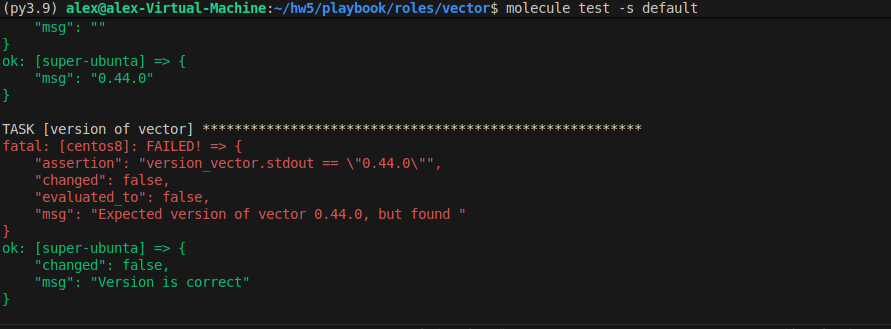 (py3.9) alex@alex-Virtual-Machine:~/hw5/playbook/roles/vector$ molecule test -s default
    "msg": ""
}
ok: [super-ubunta] => {
    "msg": "0.44.0"
}

TASK [version of vector] *******************************************************
fatal: [centos8]: FAILED! => {
    "assertion": "version_vector.stdout == \"0.44.0\"",
    "changed": false,
    "evaluated_to": false,
    "msg": "Expected version of vector 0.44.0, but found "
}
ok: [super-ubunta] => {
    "changed": false,
    "msg": "Version is correct"
}